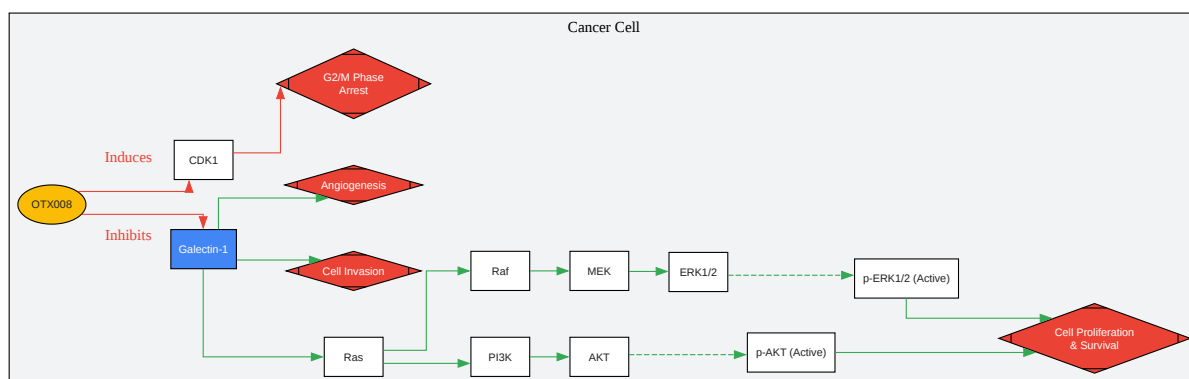 Cancer Cell
G2/M Phase
Arrest
Induces
CDK1
Angiogenesis
OTX008
Inhibits
Galectin-1
Cell Invasion
Raf
MEK
ERK1/2
p-ERK1/2 (Active)
Ras
PI3K
AKT
p-AKT (Active)
Cell Proliferation
& Survival